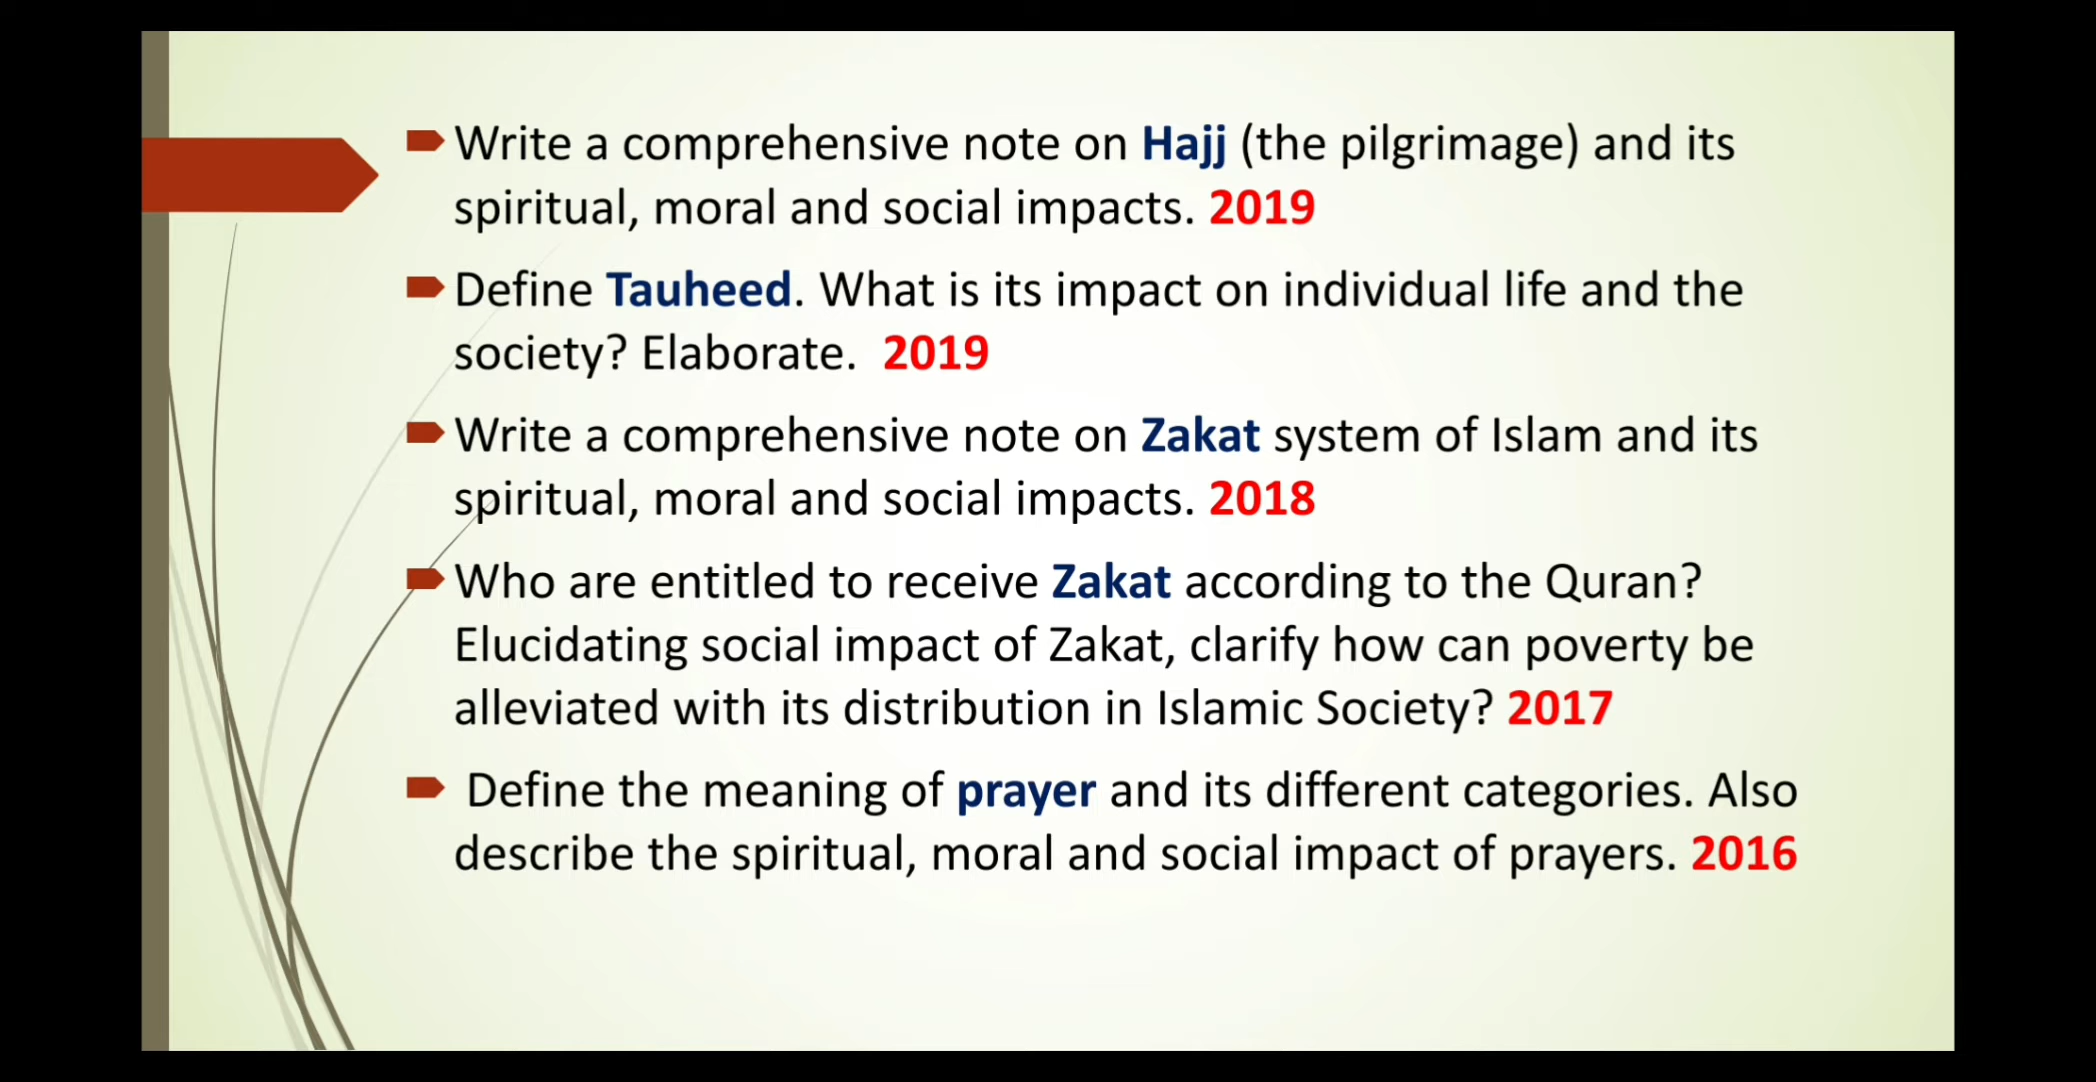 Write a comprehensive note on Hajj (the pilgrimage) and its
spiritual, moral and social impacts. 2019
Define Tauheed. What is its impact on individual life and the
society? Elaborate. 2019
Write a comprehensive note on Zakat system of Islam and its
spiritual, moral and social impacts. 2018
Who are entitled to receive Zakat according to the Quran?
Elucidating social impact of Zakat, clarify how can poverty be
alleviated with its distribution in Islamic Society? 2017
Define the meaning of prayer and its different categories. Also
describe the spiritual, moral and social impact of prayers. 2016